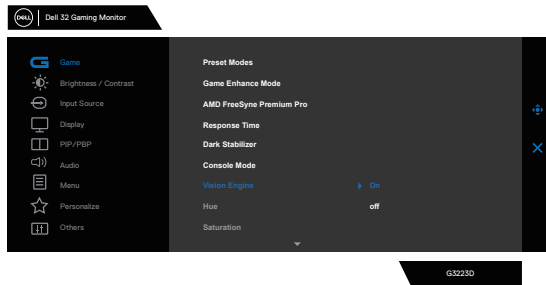 DELL Dell 32 Gaming Monitor
Game
Brightness / Contrast
Input Source
Display
PIP/PBP
Audio
Menu
Personalize
Others
Preset Modes
Game Enhance Mode
AMD FreeSync Premium Pro
Response Time
Dark Stabilizer
Console Mode
Vision Engine On
Hue off
Saturation
G3223D